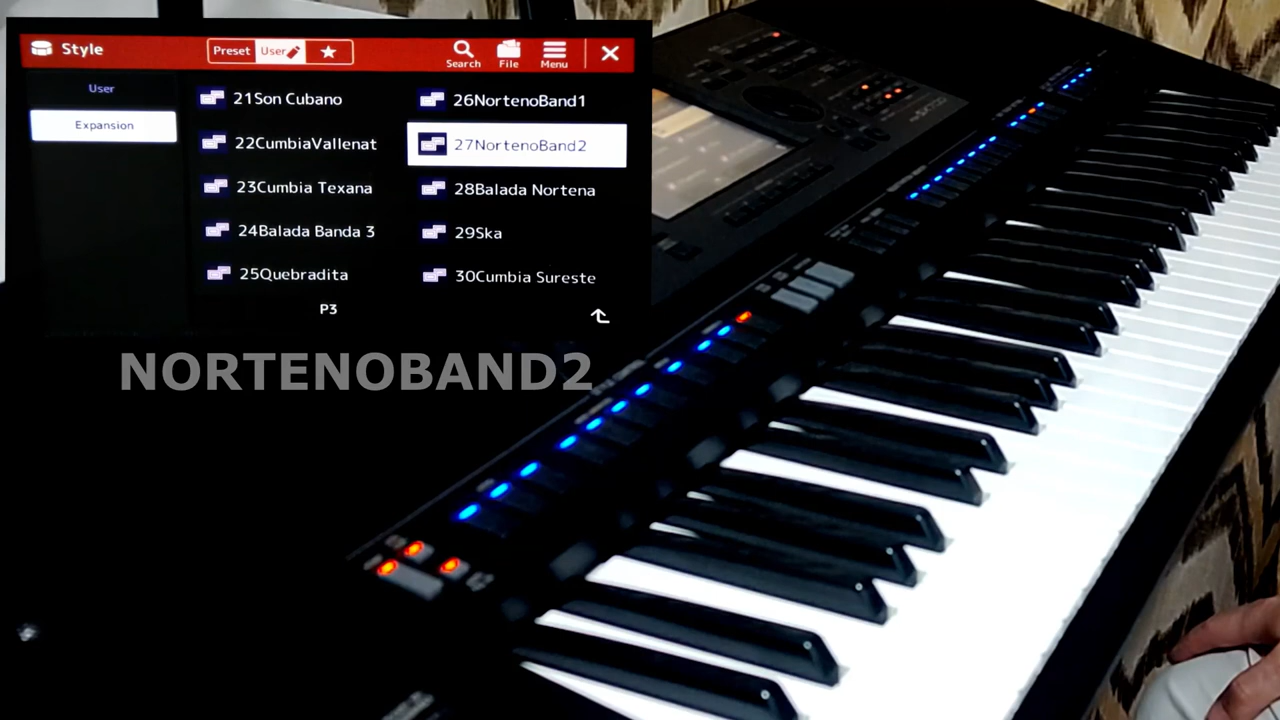 Style
Preset User
Search File Menu
User
Expansion
21Son Cubano
22CumbiaVallenat
23Cumbia Texana
24Balada Banda 3
25Quebradita
26NortenoBand1
27NortenoBand2
28Balada Nortena
29Ska
30Cumbia Sureste
P3
NORTENOBAND2